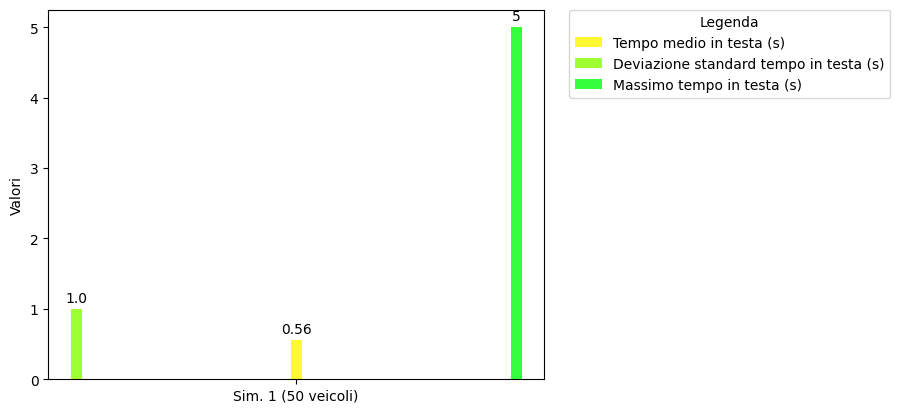 Valori
5
4
3
2
1
0
1.0
0.56
5
Sim. 1 (50 veicoli)
Legenda
Tempo medio in testa (s)
Deviazione standard tempo in testa (s)
Massimo tempo in testa (s)